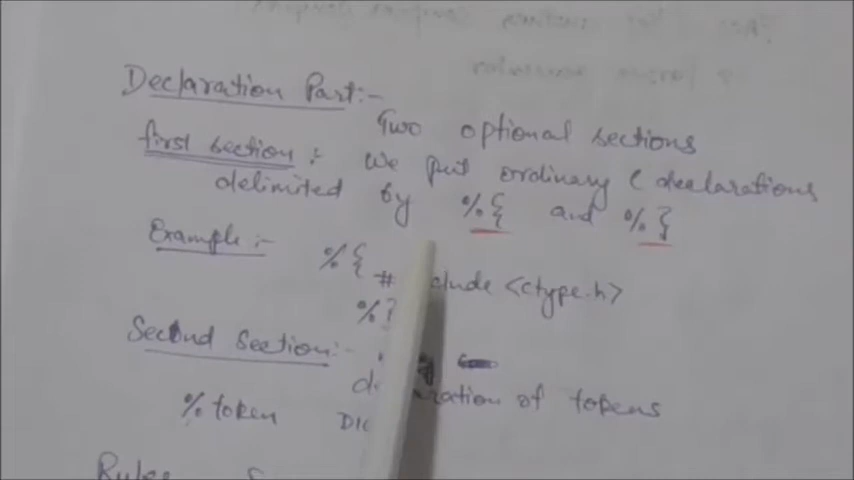 Declaration Part:-
Two optional sections
first section:- We put ordinary C declarations
delimited by %{ and %}
Example:- %{
#include <ctype.h>
%}
Second Section:-
declaration of tokens
%token
Rules